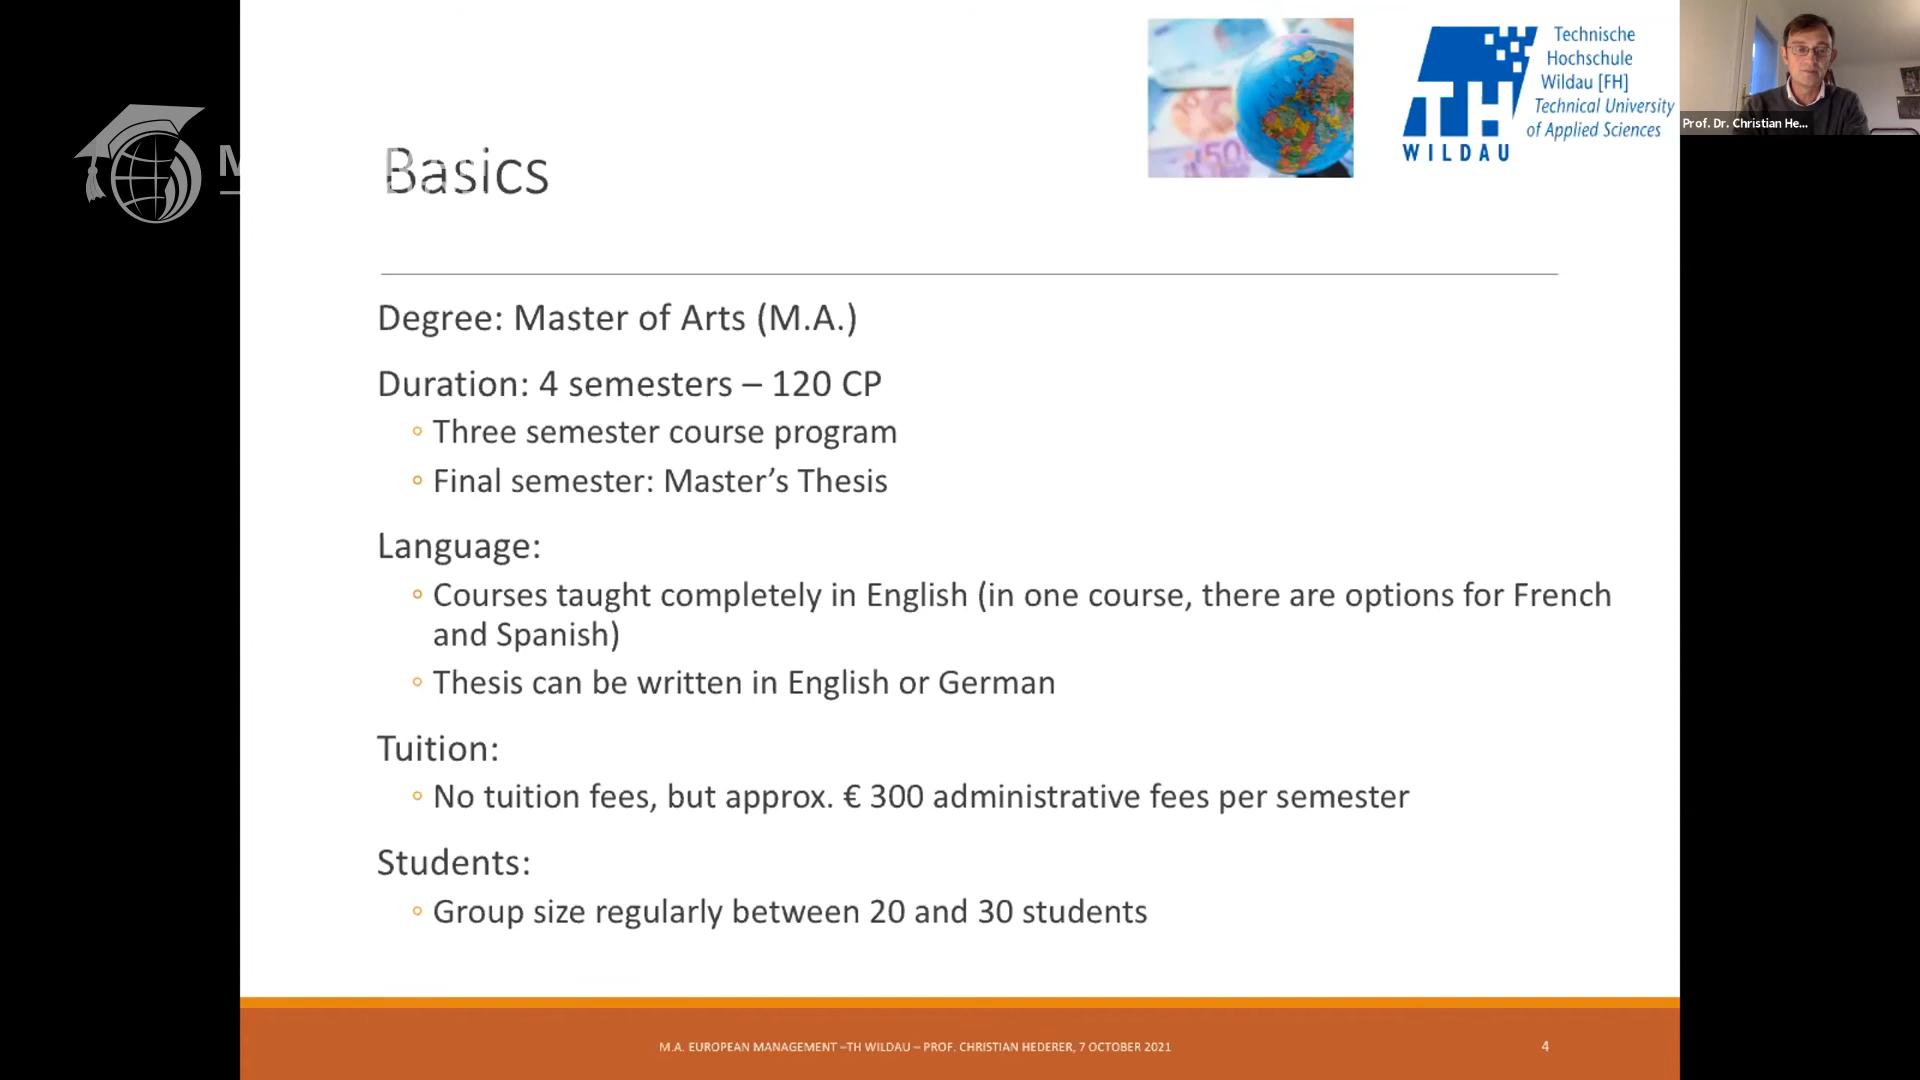 Technische
Hochschule
Wildau [FH]
Technical University
of Applied Sciences
TH
WILDAU
Prof. Dr. Christian He...
M
Basics
Degree: Master of Arts (M.A.)
Duration: 4 semesters – 120 CP
Three semester course program
Final semester: Master’s Thesis
Language:
Courses taught completely in English (in one course, there are options for French
and Spanish)
Thesis can be written in English or German
Tuition:
No tuition fees, but approx. € 300 administrative fees per semester
Students:
Group size regularly between 20 and 30 students
M.A. EUROPEAN MANAGEMENT –TH WILDAU – PROF. CHRISTIAN HEDERER, 7 OCTOBER 2021
4